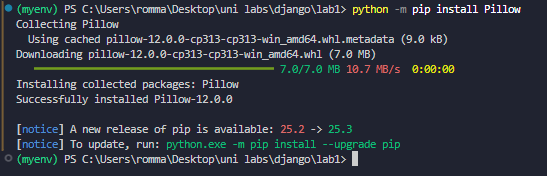 (myenv) PS C:\Users\romma\Desktop\uni labs\django\lab1> python -m pip install Pillow
Collecting Pillow
  Using cached pillow-12.0.0-cp313-cp313-win_amd64.whl.metadata (9.0 kB)
Downloading pillow-12.0.0-cp313-cp313-win_amd64.whl (7.0 MB)
7.0/7.0 MB 10.7 MB/s  0:00:00
Installing collected packages: Pillow
Successfully installed Pillow-12.0.0
[notice] A new release of pip is available: 25.2 -> 25.3
[notice] To update, run: python.exe -m pip install --upgrade pip
(myenv) PS C:\Users\romma\Desktop\uni labs\django\lab1>